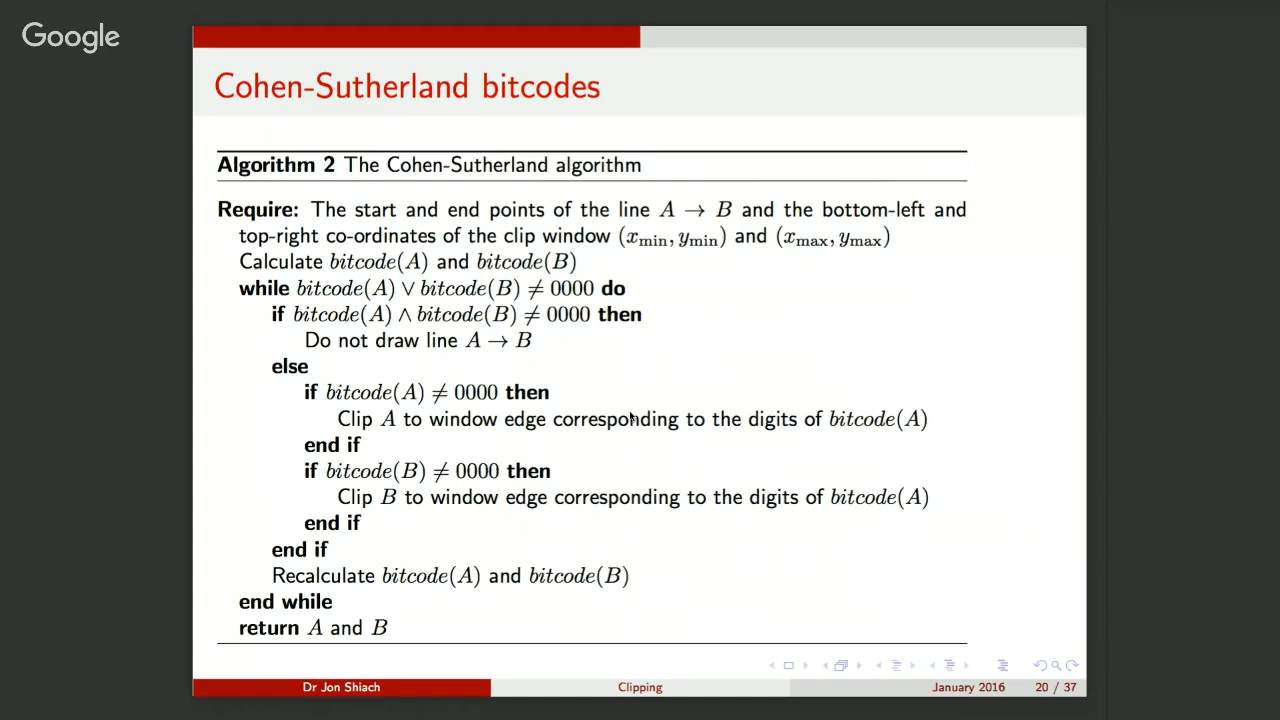 Google
Cohen-Sutherland bitcodes
Algorithm 2 The Cohen-Sutherland algorithm
Require: The start and end points of the line A → B and the bottom-left and
top-right co-ordinates of the clip window (xmin, ymin) and (xmax, ymax)
Calculate bitcode(A) and bitcode(B)
while bitcode(A) ∨ bitcode(B) ≠ 0000 do
if bitcode(A) ∧ bitcode(B) ≠ 0000 then
Do not draw line A → B
else
if bitcode(A) ≠ 0000 then
Clip A to window edge corresponding to the digits of bitcode(A)
end if
if bitcode(B) ≠ 0000 then
Clip B to window edge corresponding to the digits of bitcode(A)
end if
end if
Recalculate bitcode(A) and bitcode(B)
end while
return A and B
Dr Jon Shiach Clipping January 2016 20 / 37